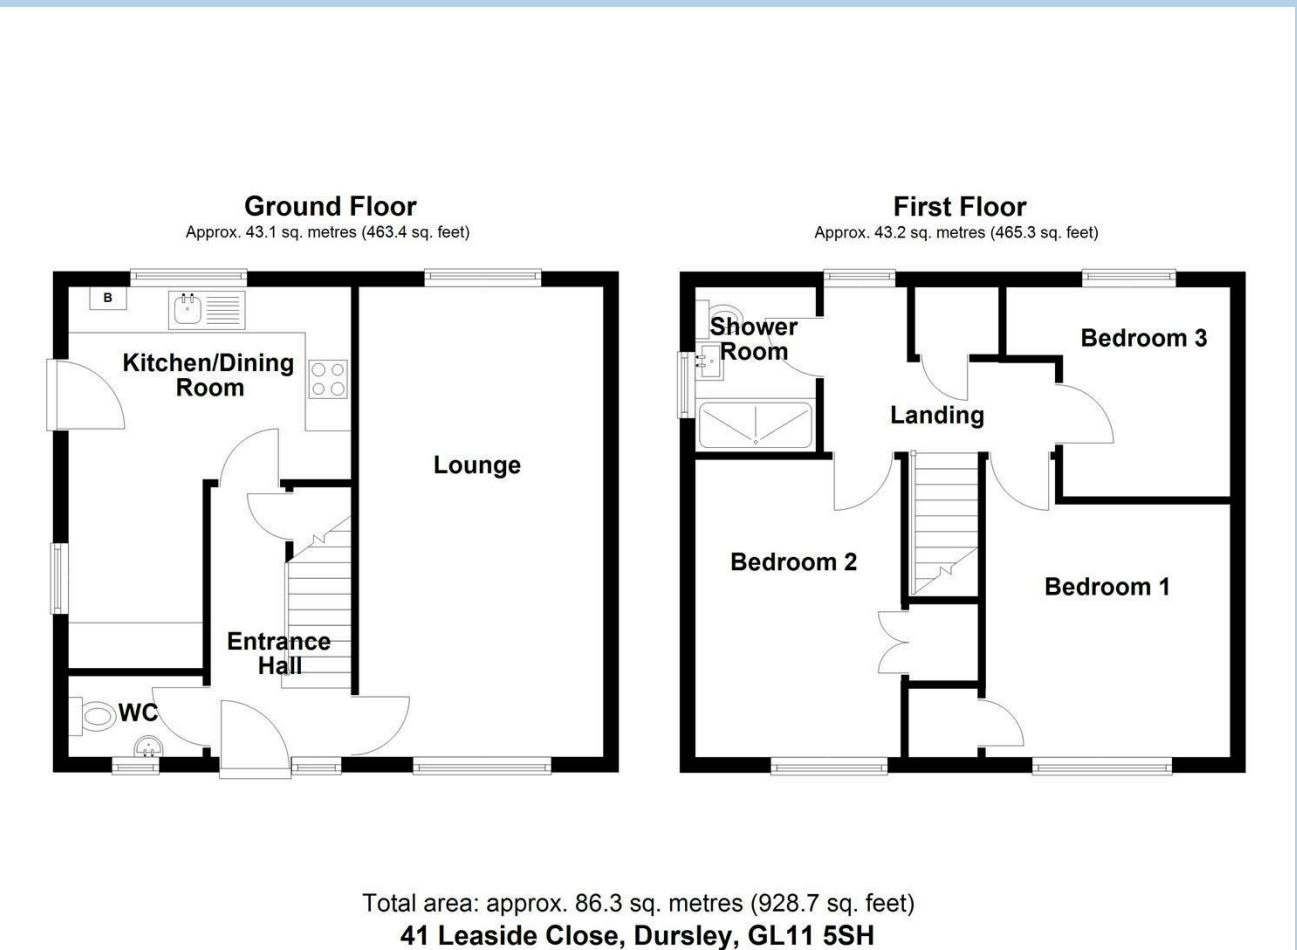 Ground Floor
Approx. 43.1 sq. metres (463.4 sq. feet)
B
Kitchen/Dining
Room
Lounge
Entrance
Hall
WC
First Floor
Approx. 43.2 sq. metres (465.3 sq. feet)
Shower
Room
Bedroom 3
Landing
Bedroom 2
Bedroom 1
Total area: approx. 86.3 sq. metres (928.7 sq. feet)
41 Leaside Close, Dursley, GL11 5SH